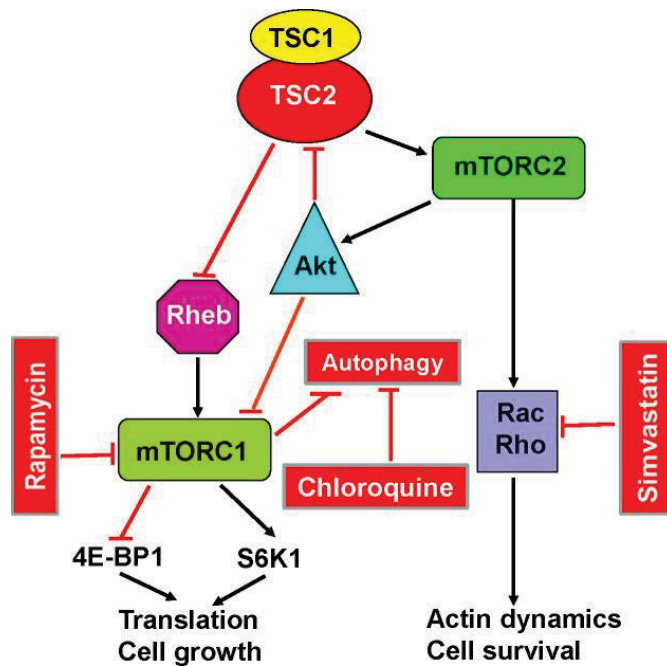 TSC1
TSC2
mTORC2
Akt
Rheb
Autophagy
Rapamycin
Rac
Rho
Simvastatin
mTORC1
Chloroquine
4E-BP1
S6K1
Translation
Cell growth
Actin dynamics
Cell survival